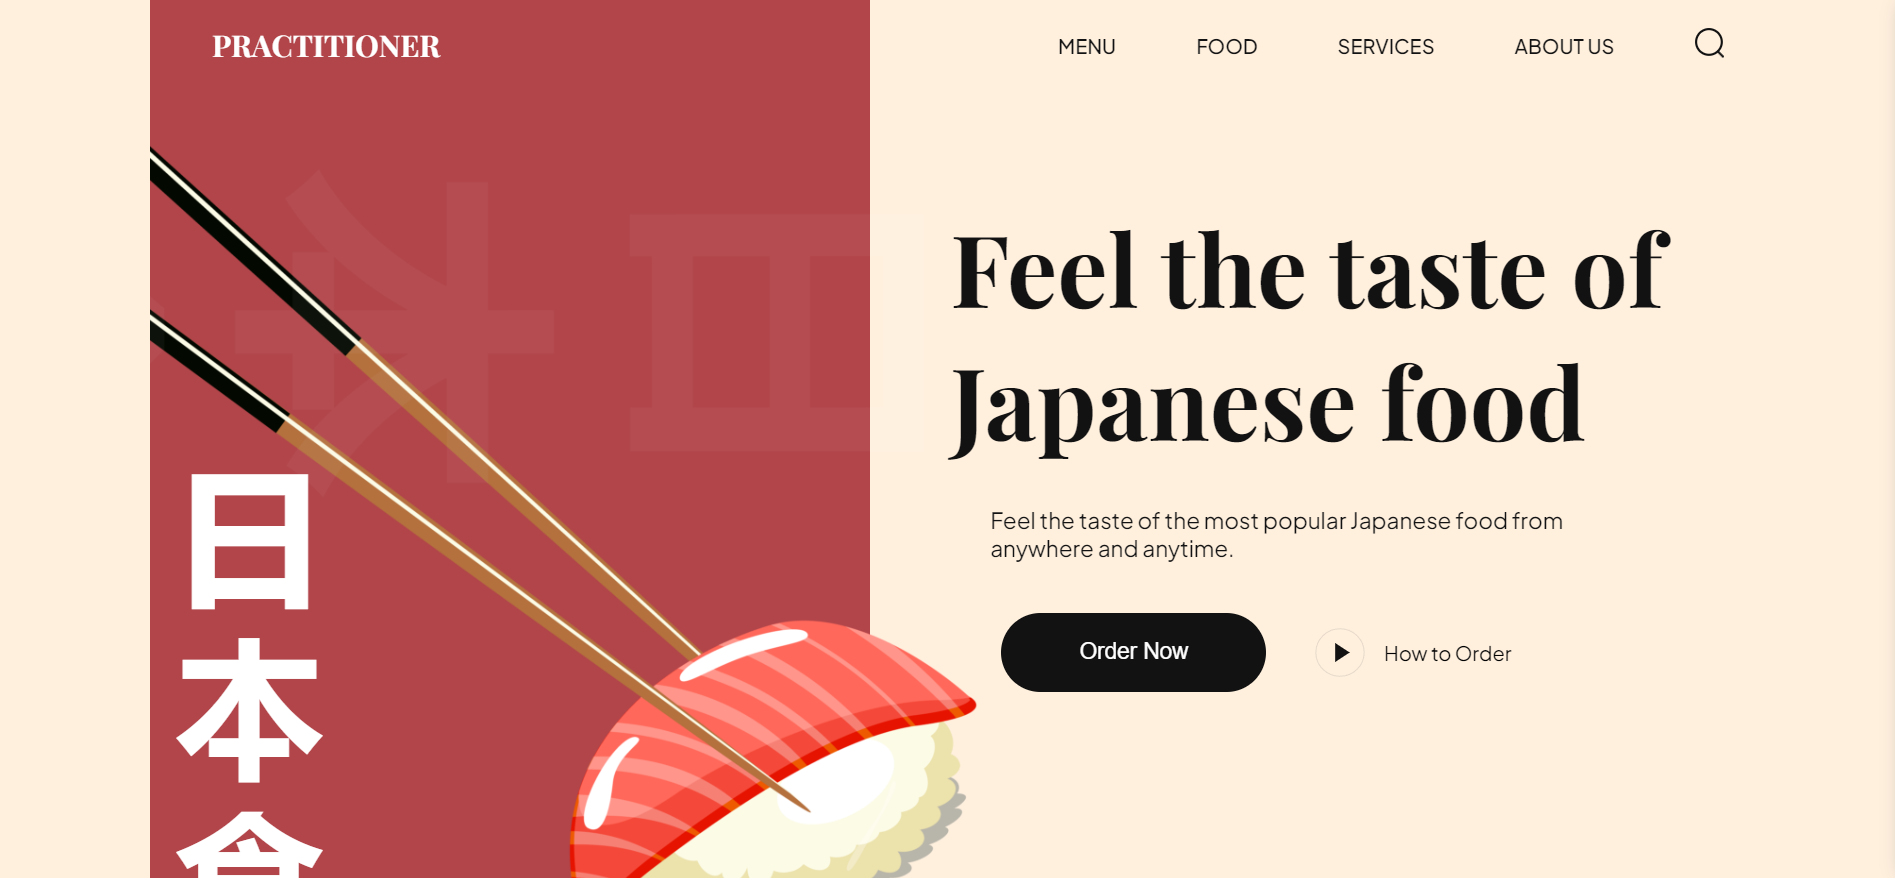 PRACTITIONER
MENU
FOOD
SERVICES
ABOUT US
Feel the taste of
Japanese food
Feel the taste of the most popular Japanese food from
anywhere and anytime.
Order Now
How to Order
日
本
食